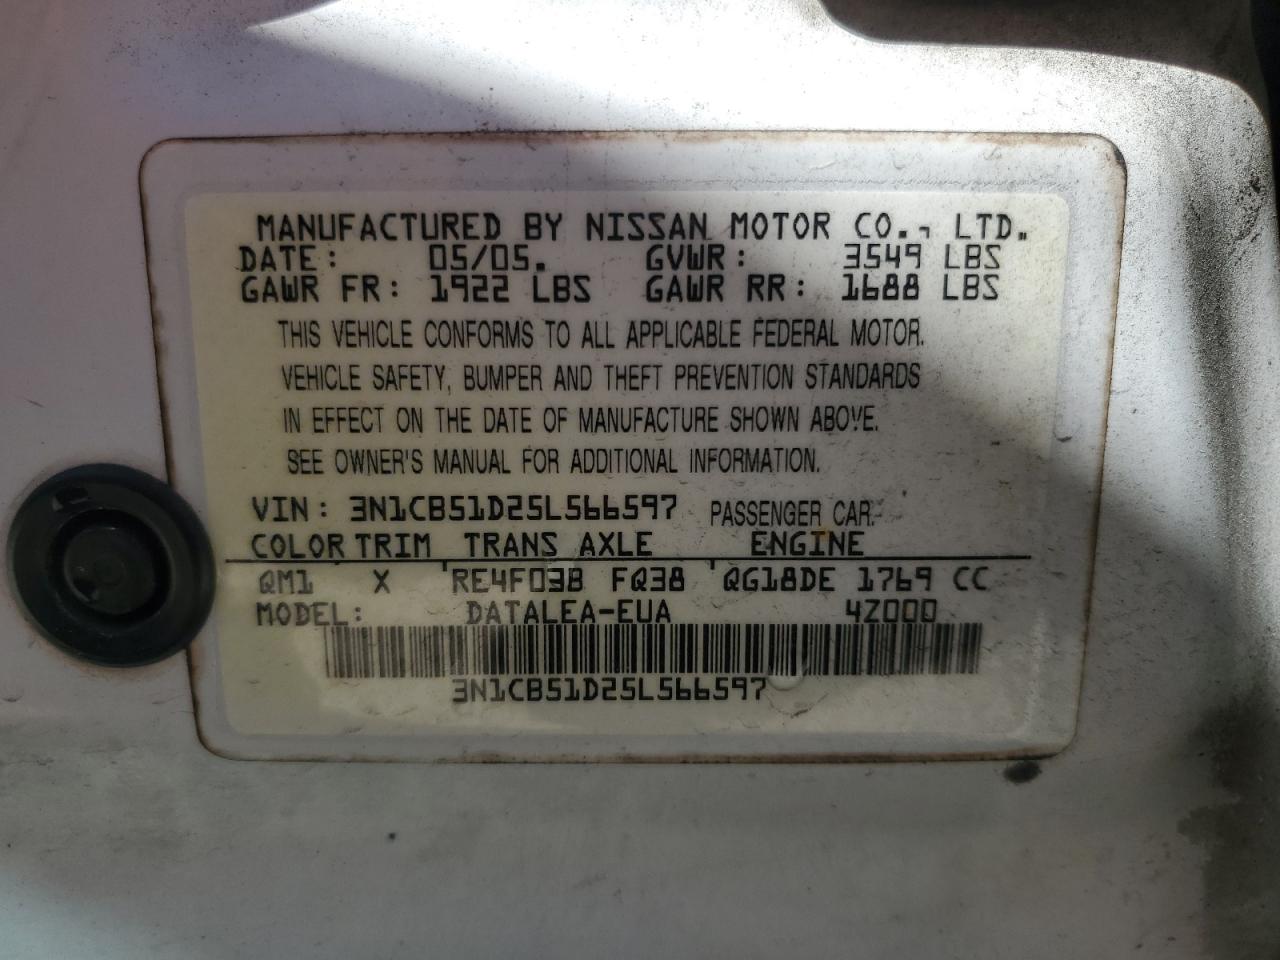 MANUFACTURED BY NISSAN MOTOR CO., LTD.
DATE: 05/05. GVWR: 3549 LBS
GAWR FR: 1922 LBS GAWR RR: 1688 LBS
THIS VEHICLE CONFORMS TO ALL APPLICABLE FEDERAL MOTOR.
VEHICLE SAFETY, BUMPER AND THEFT PREVENTION STANDARDS
IN EFFECT ON THE DATE OF MANUFACTURE SHOWN ABOVE.
SEE OWNER'S MANUAL FOR ADDITIONAL INFORMATION.
VIN: 3N1CB51D25L566597 PASSENGER CAR.
COLOR TRIM TRANS AXLE ENGINE
QM1 X RE4F03B FQ38 QG18DE 1769 CC
MODEL: DATALEA-EUA 4Z000
3N1CB51D25L566597